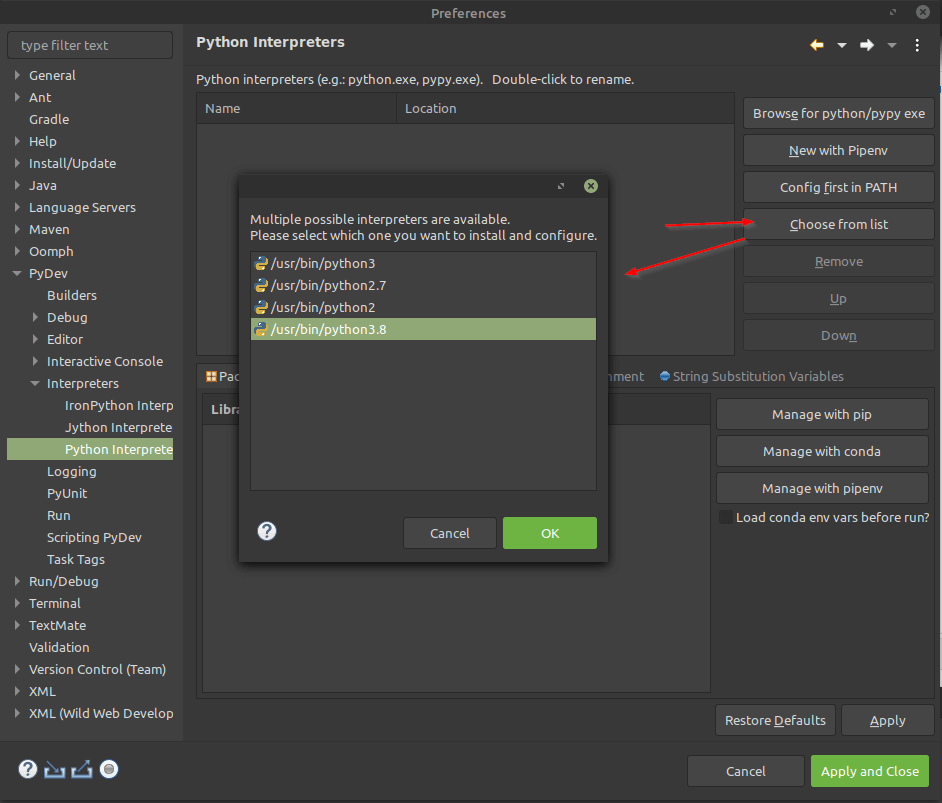 Preferences
type filter text
General
Ant
Gradle
Help
Install/Update
Java
Language Servers
Maven
Oomph
PyDev
Builders
Debug
Editor
Interactive Console
Interpreters
IronPython Interp
Jython Interprete
Python Interprete
Logging
PyUnit
Run
Scripting PyDev
Task Tags
Run/Debug
Terminal
TextMate
Validation
Version Control (Team)
XML
XML (Wild Web Develop
Python Interpreters
Python interpreters (e.g.: python.exe, pypy.exe). Double-click to rename.
Name Location
Browse for python/pypy exe
New with Pipenv
Config first in PATH
Choose from list
Remove
Up
Down
Multiple possible interpreters are available.
Please select which one you want to install and configure.
/usr/bin/python3
/usr/bin/python2.7
/usr/bin/python2
/usr/bin/python3.8
Cancel OK
Pac nment String Substitution Variables
Libra
Manage with pip
Manage with conda
Manage with pipenv
Load conda env vars before run?
Restore Defaults Apply
Cancel Apply and Close